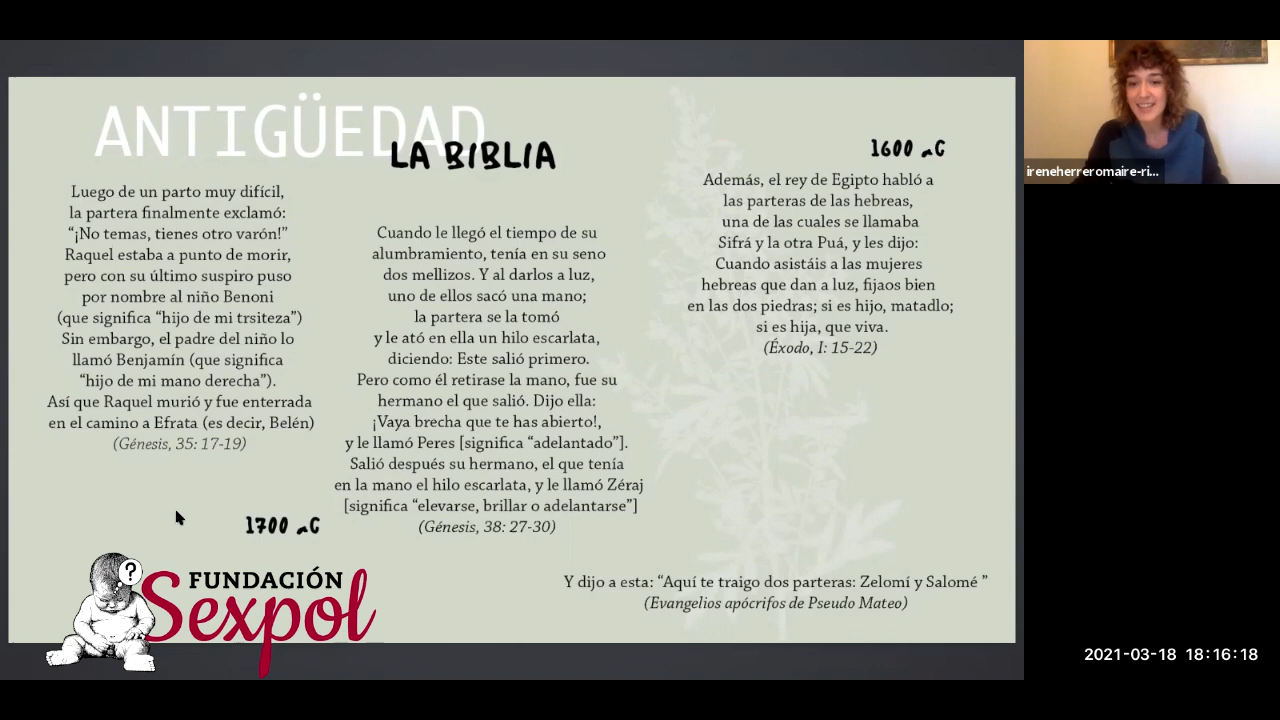 ANTIGÜEDAD
LA BIBLIA
Luego de un parto muy difícil,
la partera finalmente exclamó:
“¡No temas, tienes otro varón!”
Raquel estaba a punto de morir,
pero con su último suspiro puso
por nombre al niño Benoni
(que significa “hijo de mi trsiteza”)
Sin embargo, el padre del niño lo
llamó Benjamín (que significa
“hijo de mi mano derecha”).
Así que Raquel murió y fue enterrada
en el camino a Efrata (es decir, Belén)
(Génesis, 35: 17-19)
1700 aC
Cuando le llegó el tiempo de su
alumbramiento, tenía en su seno
dos mellizos. Y al darlos a luz,
uno de ellos sacó una mano;
la partera se la tomó
y le ató en ella un hilo escarlata,
diciendo: Este salió primero.
Pero como él retirase la mano, fue su
hermano el que salió. Dijo ella:
¡Vaya brecha que te has abierto!,
y le llamó Peres [significa “adelantado”].
Salió después su hermano, el que tenía
en la mano el hilo escarlata, y le llamó Zéraj
[significa “elevarse, brillar o adelantarse”]
(Génesis, 38: 27-30)
1600 aC
Además, el rey de Egipto habló a
las parteras de las hebreas,
una de las cuales se llamaba
Sifrá y la otra Puá, y les dijo:
Cuando asistáis a las mujeres
hebreas que dan a luz, fijaos bien
en las dos piedras; si es hijo, matadlo;
si es hija, que viva.
(Éxodo, I: 15-22)
Y dijo a esta: “Aquí te traigo dos parteras: Zelomí y Salomé ”
(Evangelios apócrifos de Pseudo Mateo)
?
FUNDACIÓN
Sexpol
ireneherreromaire-ri...
2021-03-18 18:16:18